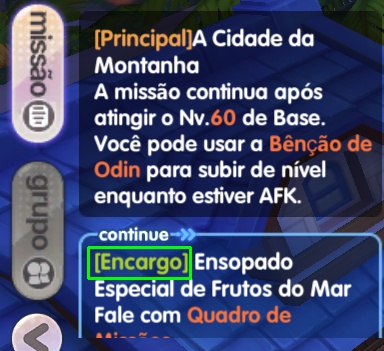 missão
grupo
[Principal]A Cidade da
Montanha
A missão continua após
atingir o Nv.60 de Base.
Você pode usar a Bênção de
Odin para subir de nível
enquanto estiver AFK.
continue
[Encargo] Ensopado
Especial de Frutos do Mar
Fale com Quadro de
Missões